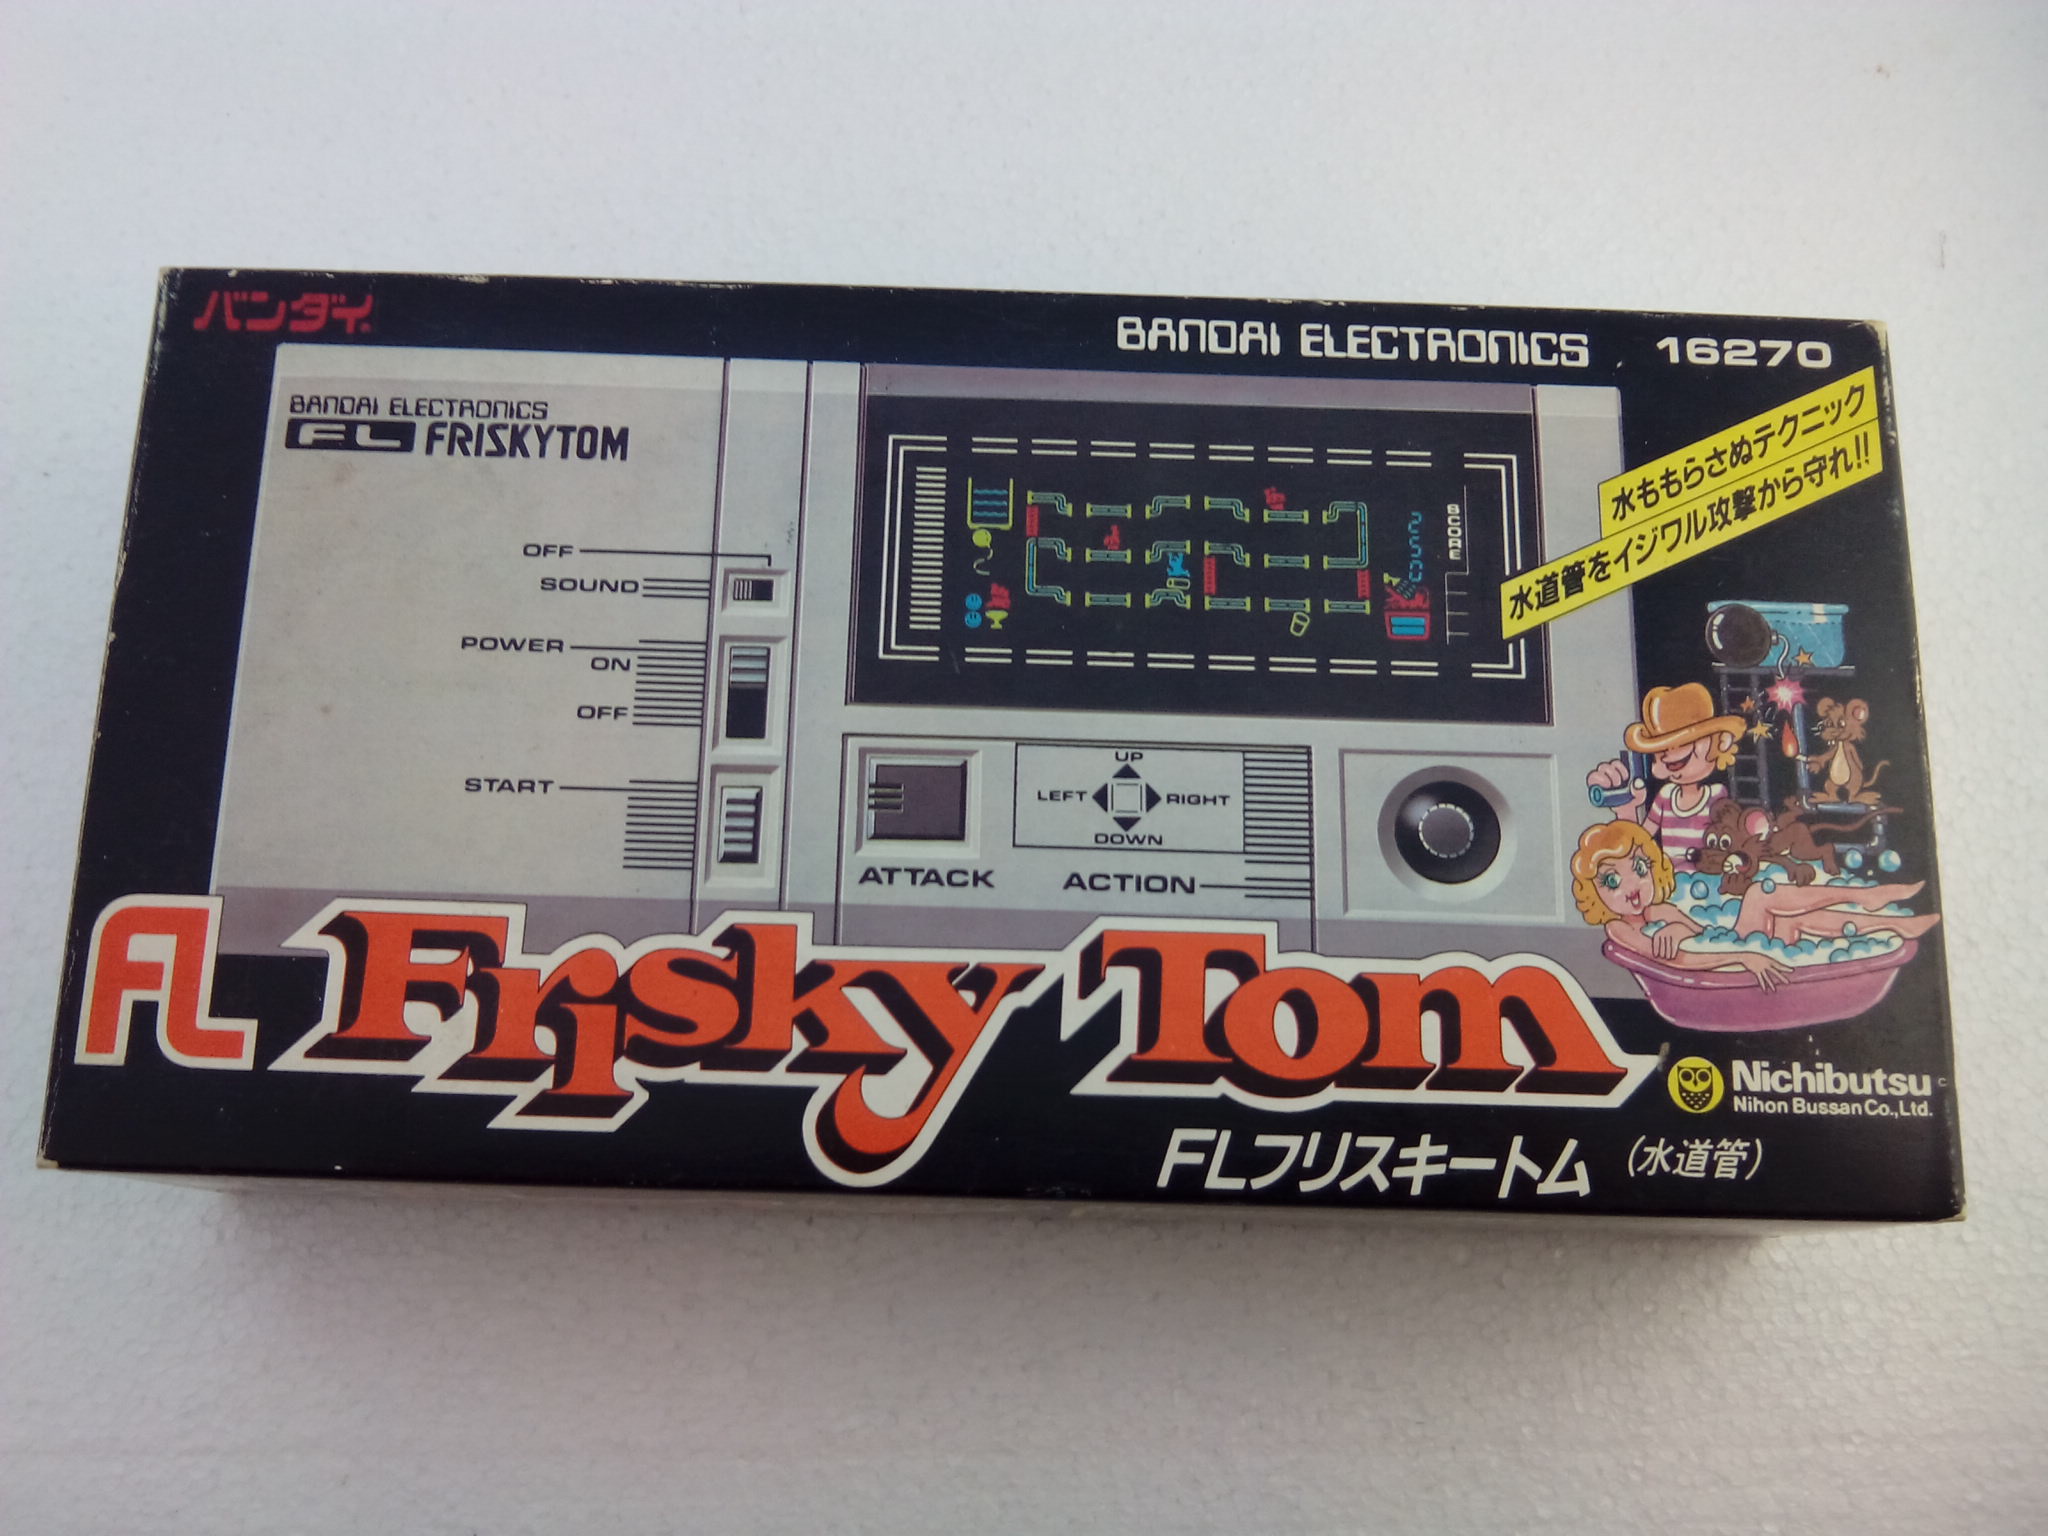 バンダイ
BANDAI ELECTRONICS 16270
BANDAI ELECTRONICS
FL FRISKYTOM
水ももらさぬテクニック
水道管をイジワル攻撃から守れ!!
SCORE
OFF
SOUND
POWER
ON
OFF
START
UP
LEFT RIGHT
DOWN
ATTACK
ACTION
FL Frisky Tom
Nichibutsu
Nihon Bussan Co.,Ltd.
FLフリスキートム (水道管)